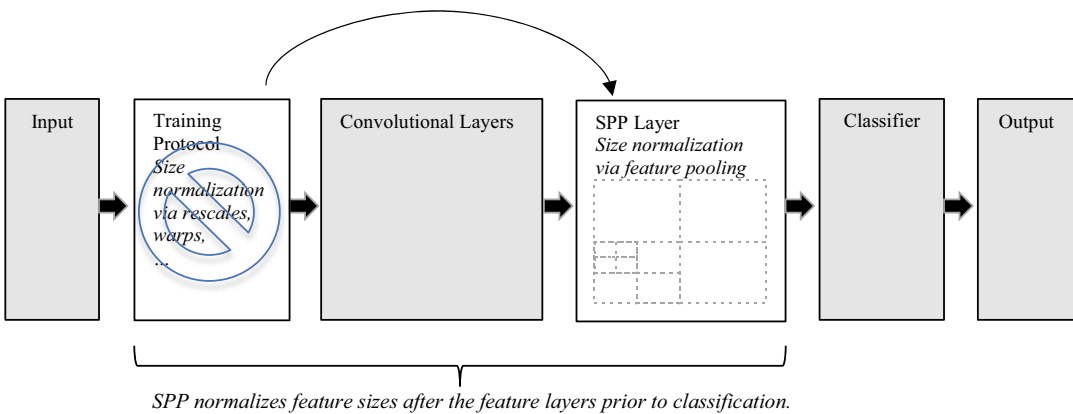 Input
Training
Protocol
Size
normalization
via rescales,
warps,
…
Convolutional Layers
SPP Layer
Size normalization
via feature pooling
Classifier
Output
SPP normalizes feature sizes after the feature layers prior to classification.